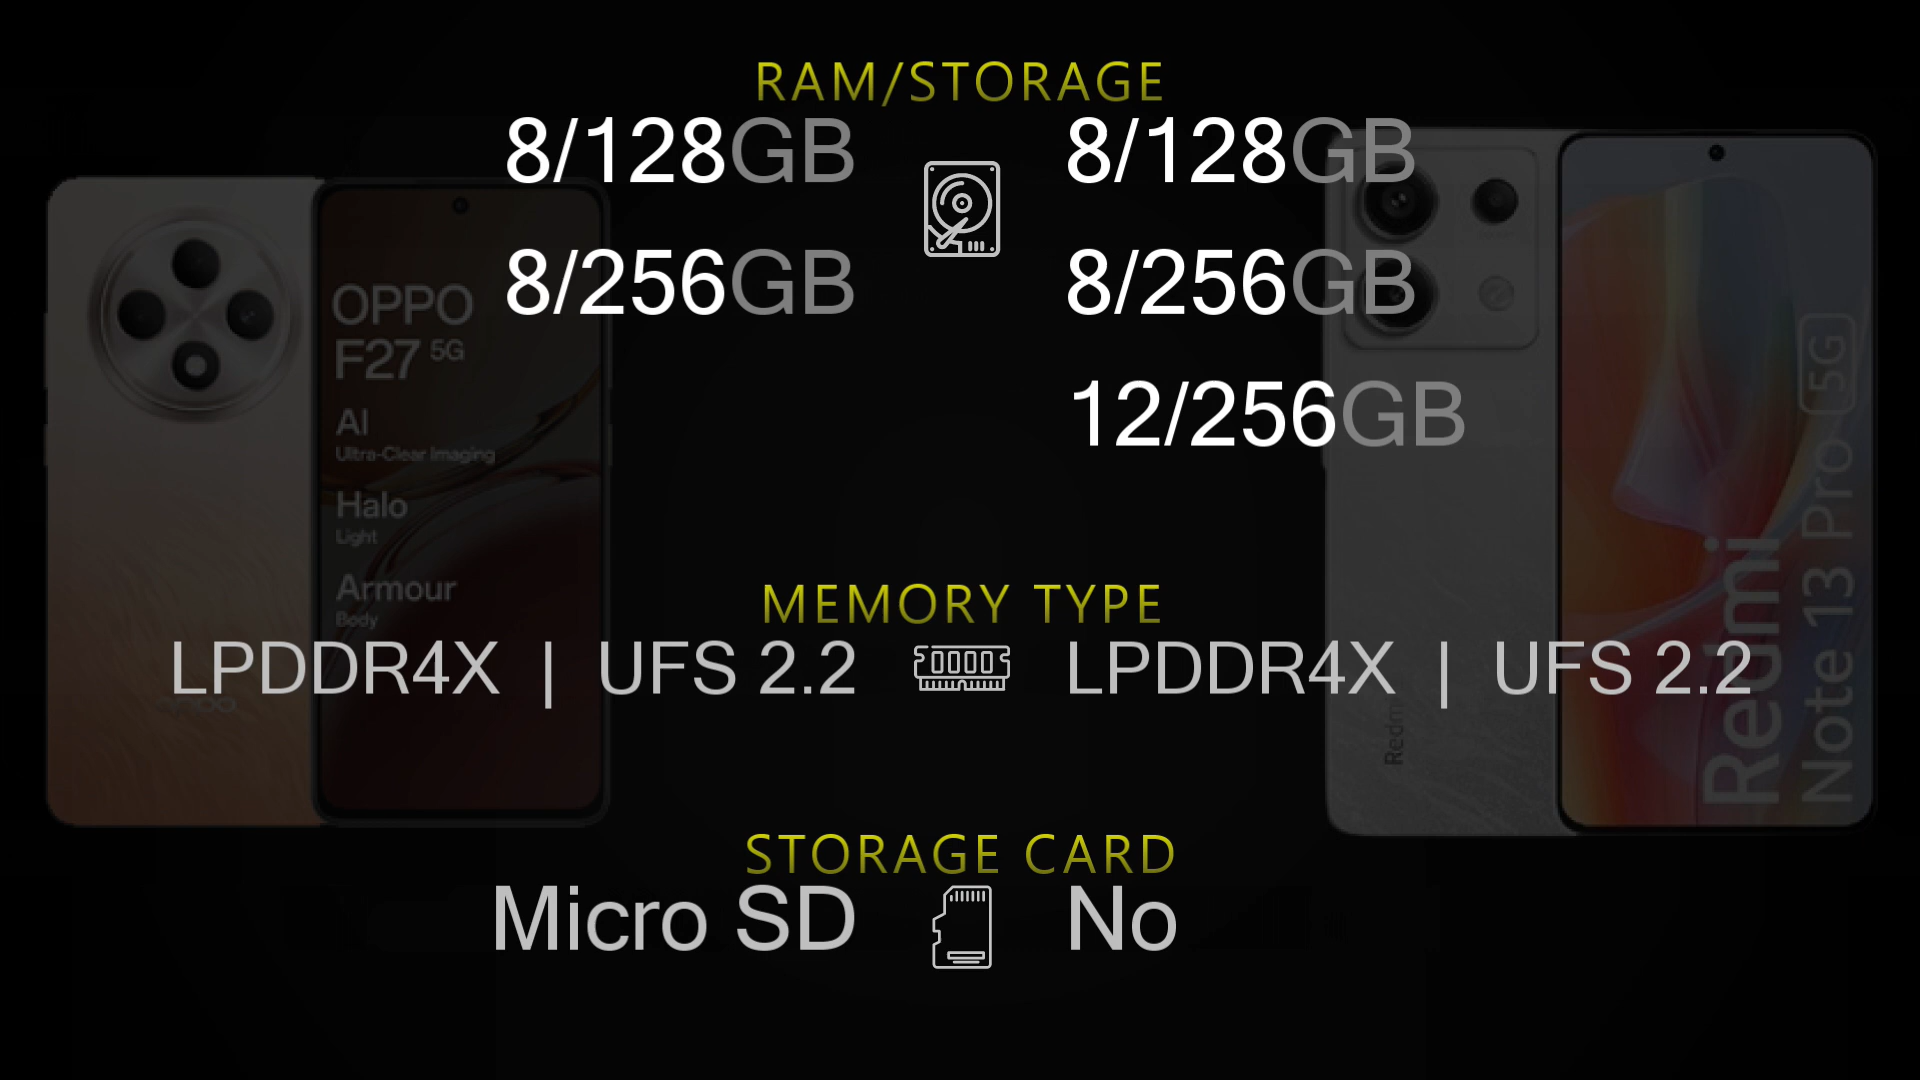 RAM/STORAGE
8/128GB
8/128GB
8/256GB
8/256GB
12/256GB
OPPO
F27 5G
AI
Ultra-Clear Imaging
Halo
Light
Armour
Body
MEMORY TYPE
LPDDR4X | UFS 2.2
LPDDR4X | UFS 2.2
STORAGE CARD
Micro SD
No
Redmi
Note 13 Pro 5G